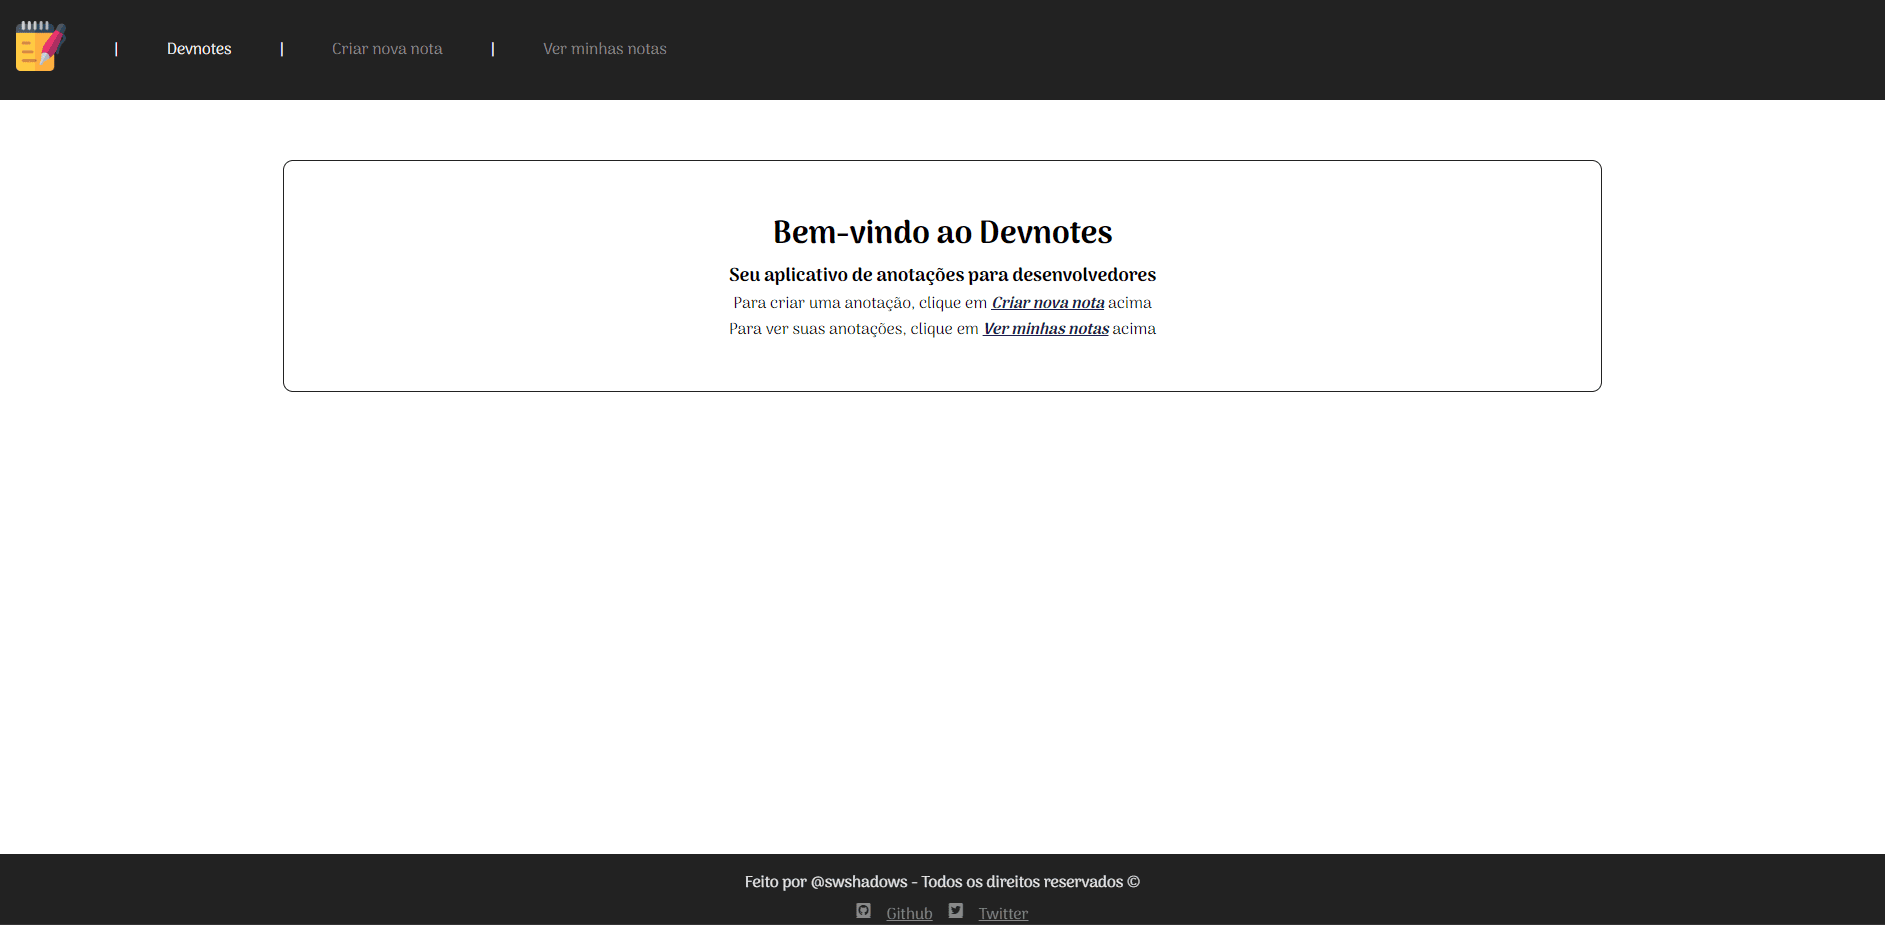 | Devnotes | Criar nova nota | Ver minhas notas
Bem-vindo ao Devnotes
Seu aplicativo de anotações para desenvolvedores
Para criar uma anotação, clique em Criar nova nota acima
Para ver suas anotações, clique em Ver minhas notas acima
Feito por @swshadows - Todos os direitos reservados ©
Github Twitter